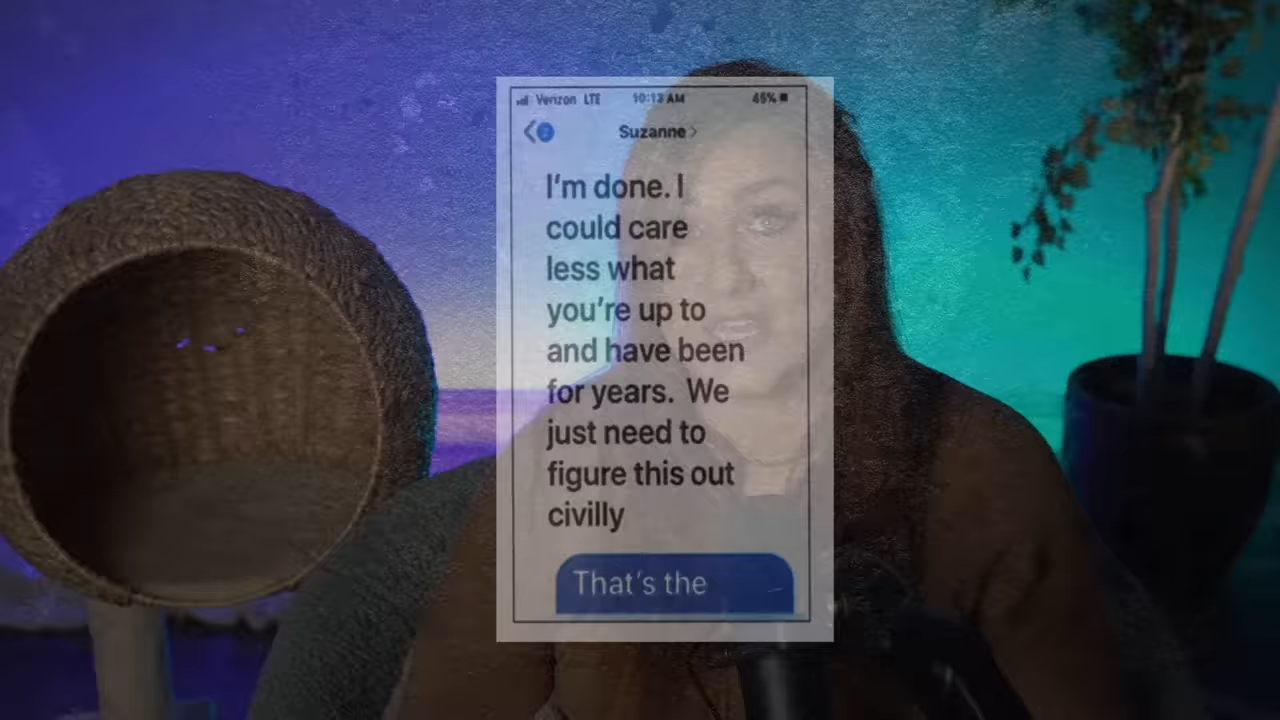 Verizon LTE 10:13 AM 45%
Suzanne
I'm done. I
could care
less what
you're up to
and have been
for years. We
just need to
figure this out
civilly
That's the